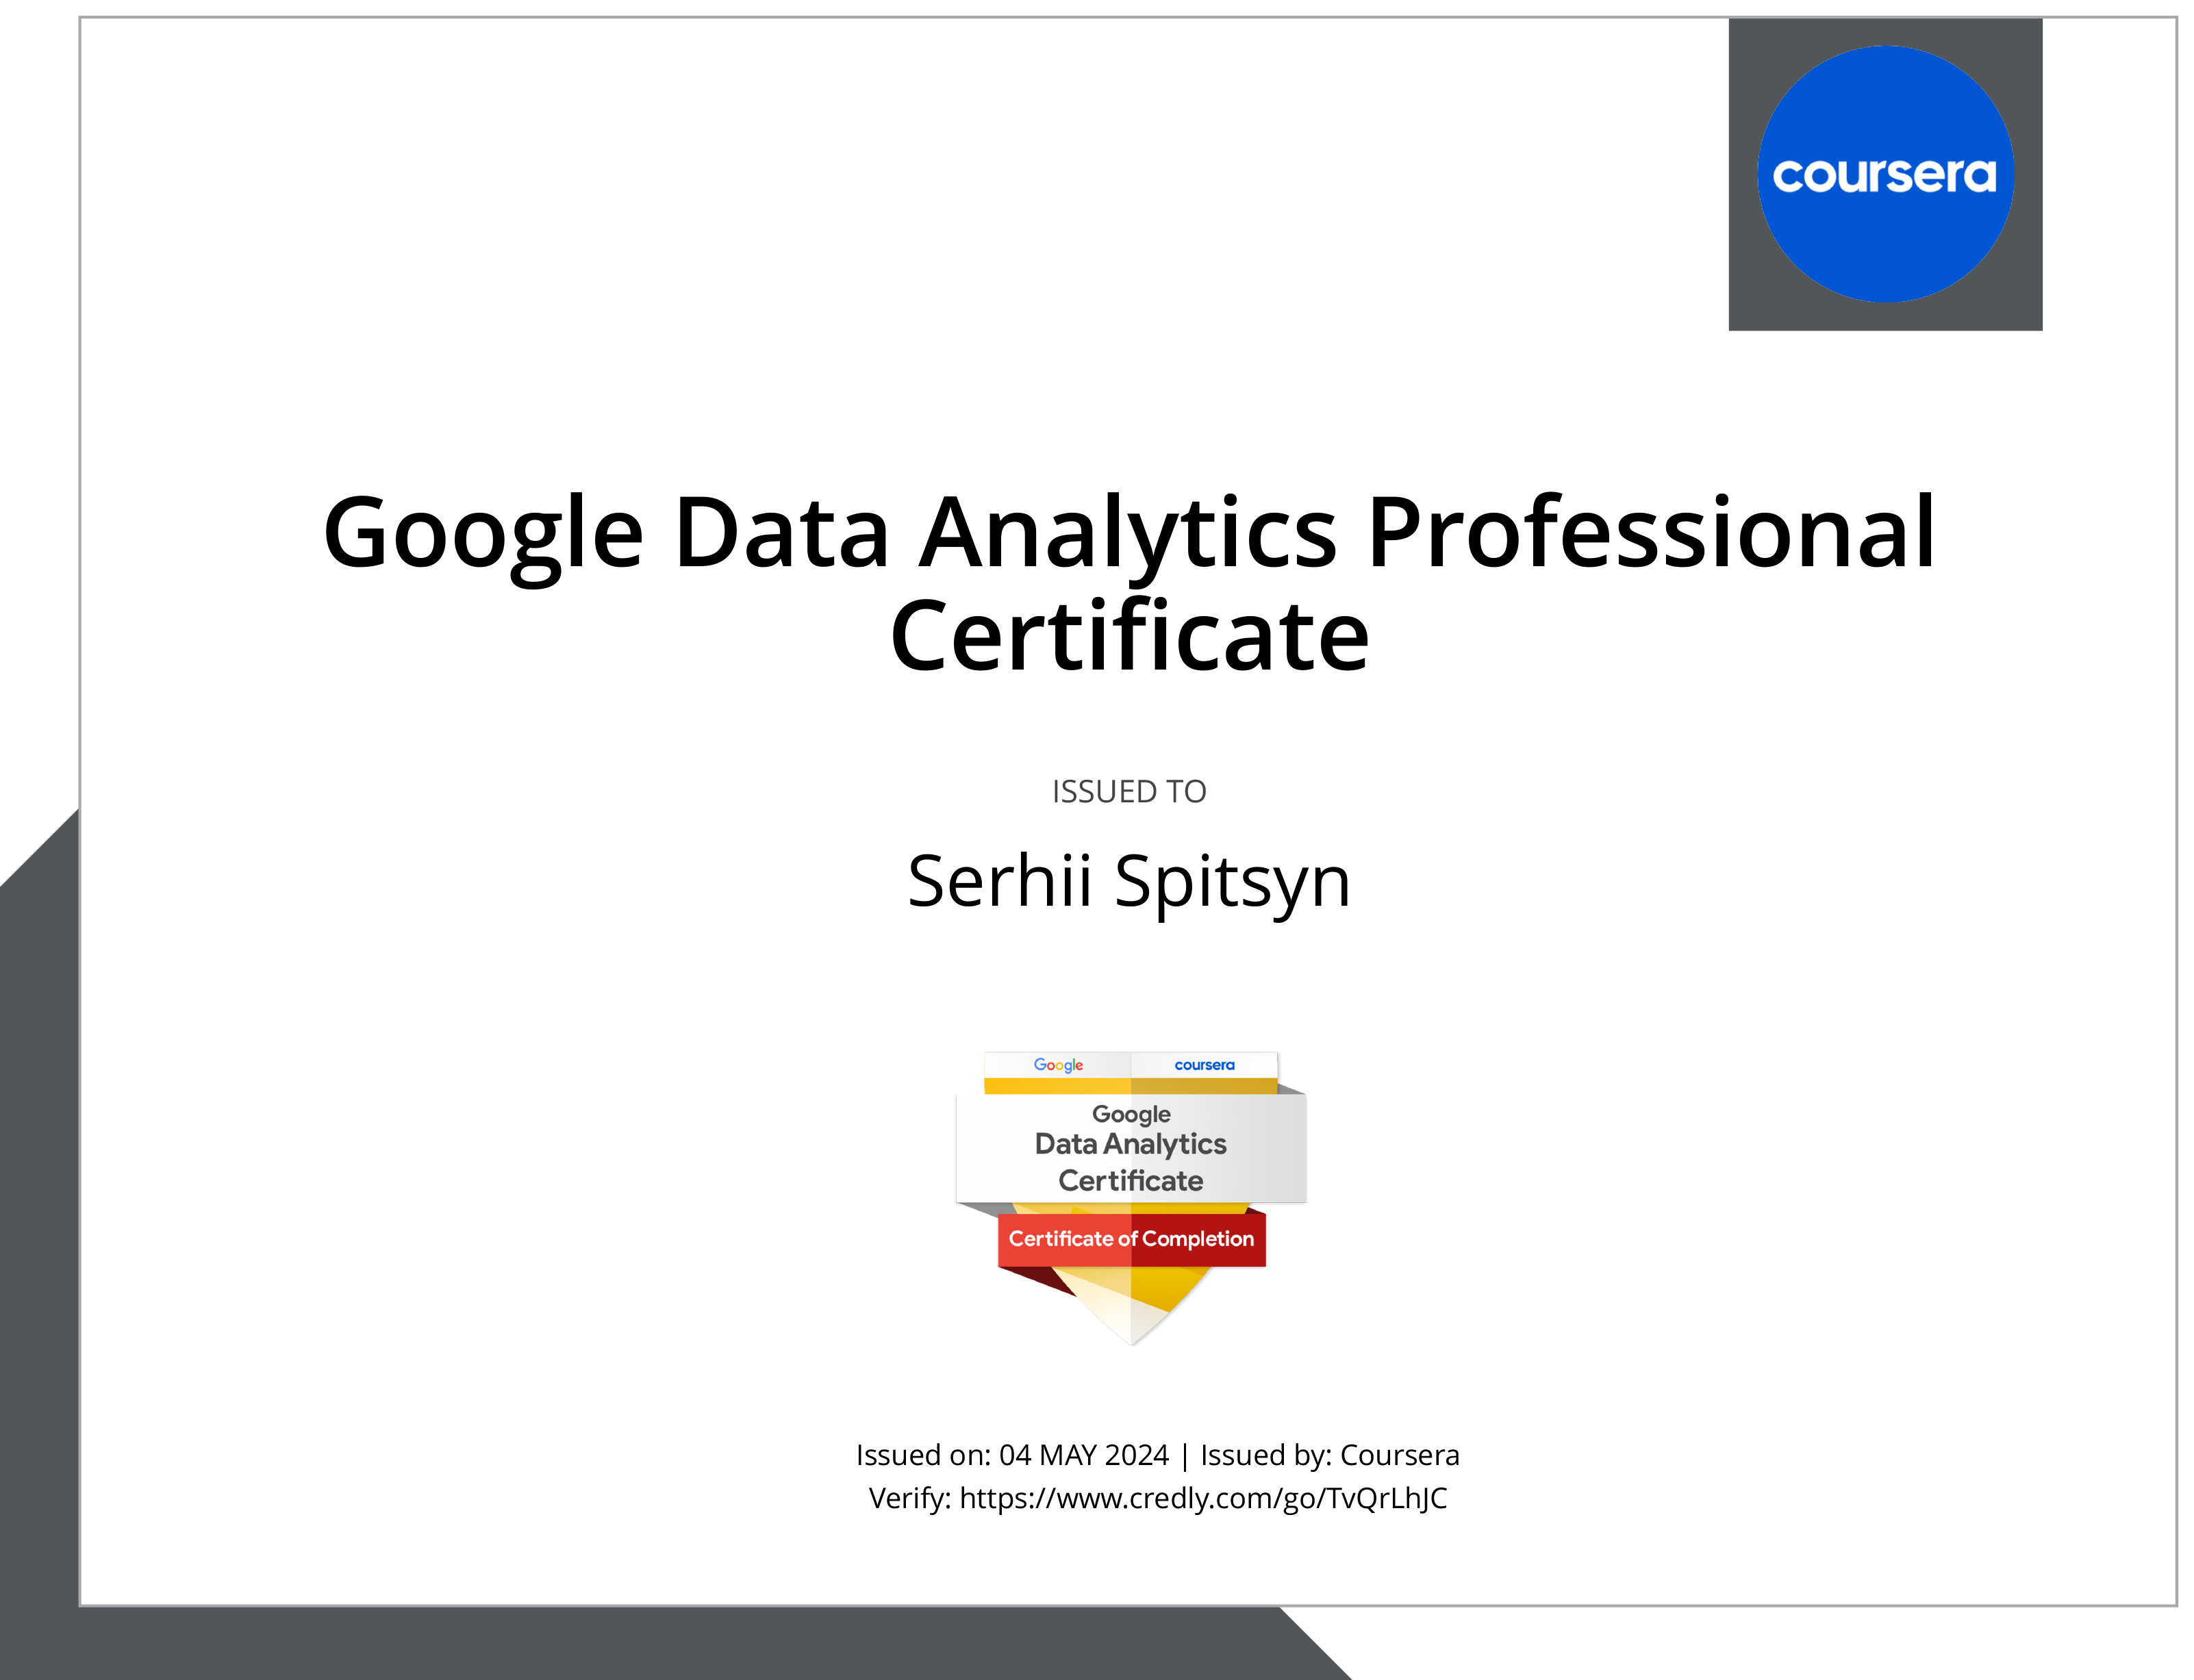 coursera
Google Data Analytics Professional
Certificate
ISSUED TO
Serhii Spitsyn
Google coursera
Google
Data Analytics
Certificate
Certificate of Completion
Issued on: 04 MAY 2024 | Issued by: Coursera
Verify: https://www.credly.com/go/TvQrLhJC